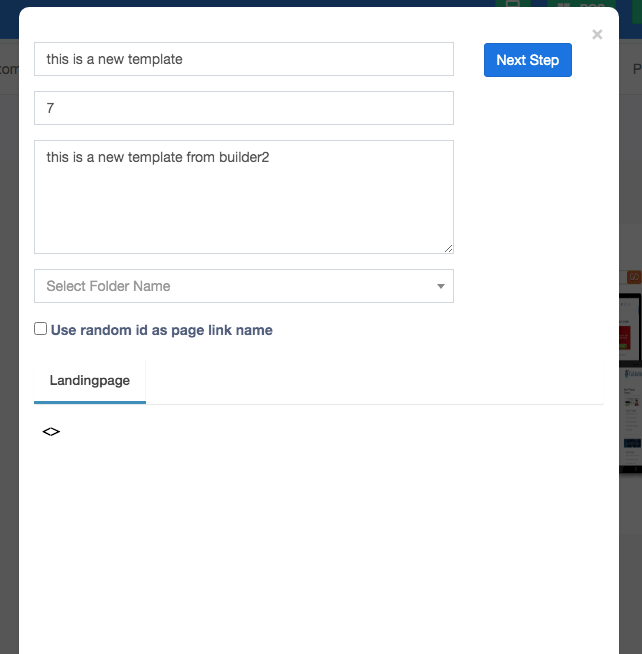 ×
this is a new template
Next Step
7
this is a new template from builder2
Select Folder Name
Use random id as page link name
Landingpage
<>